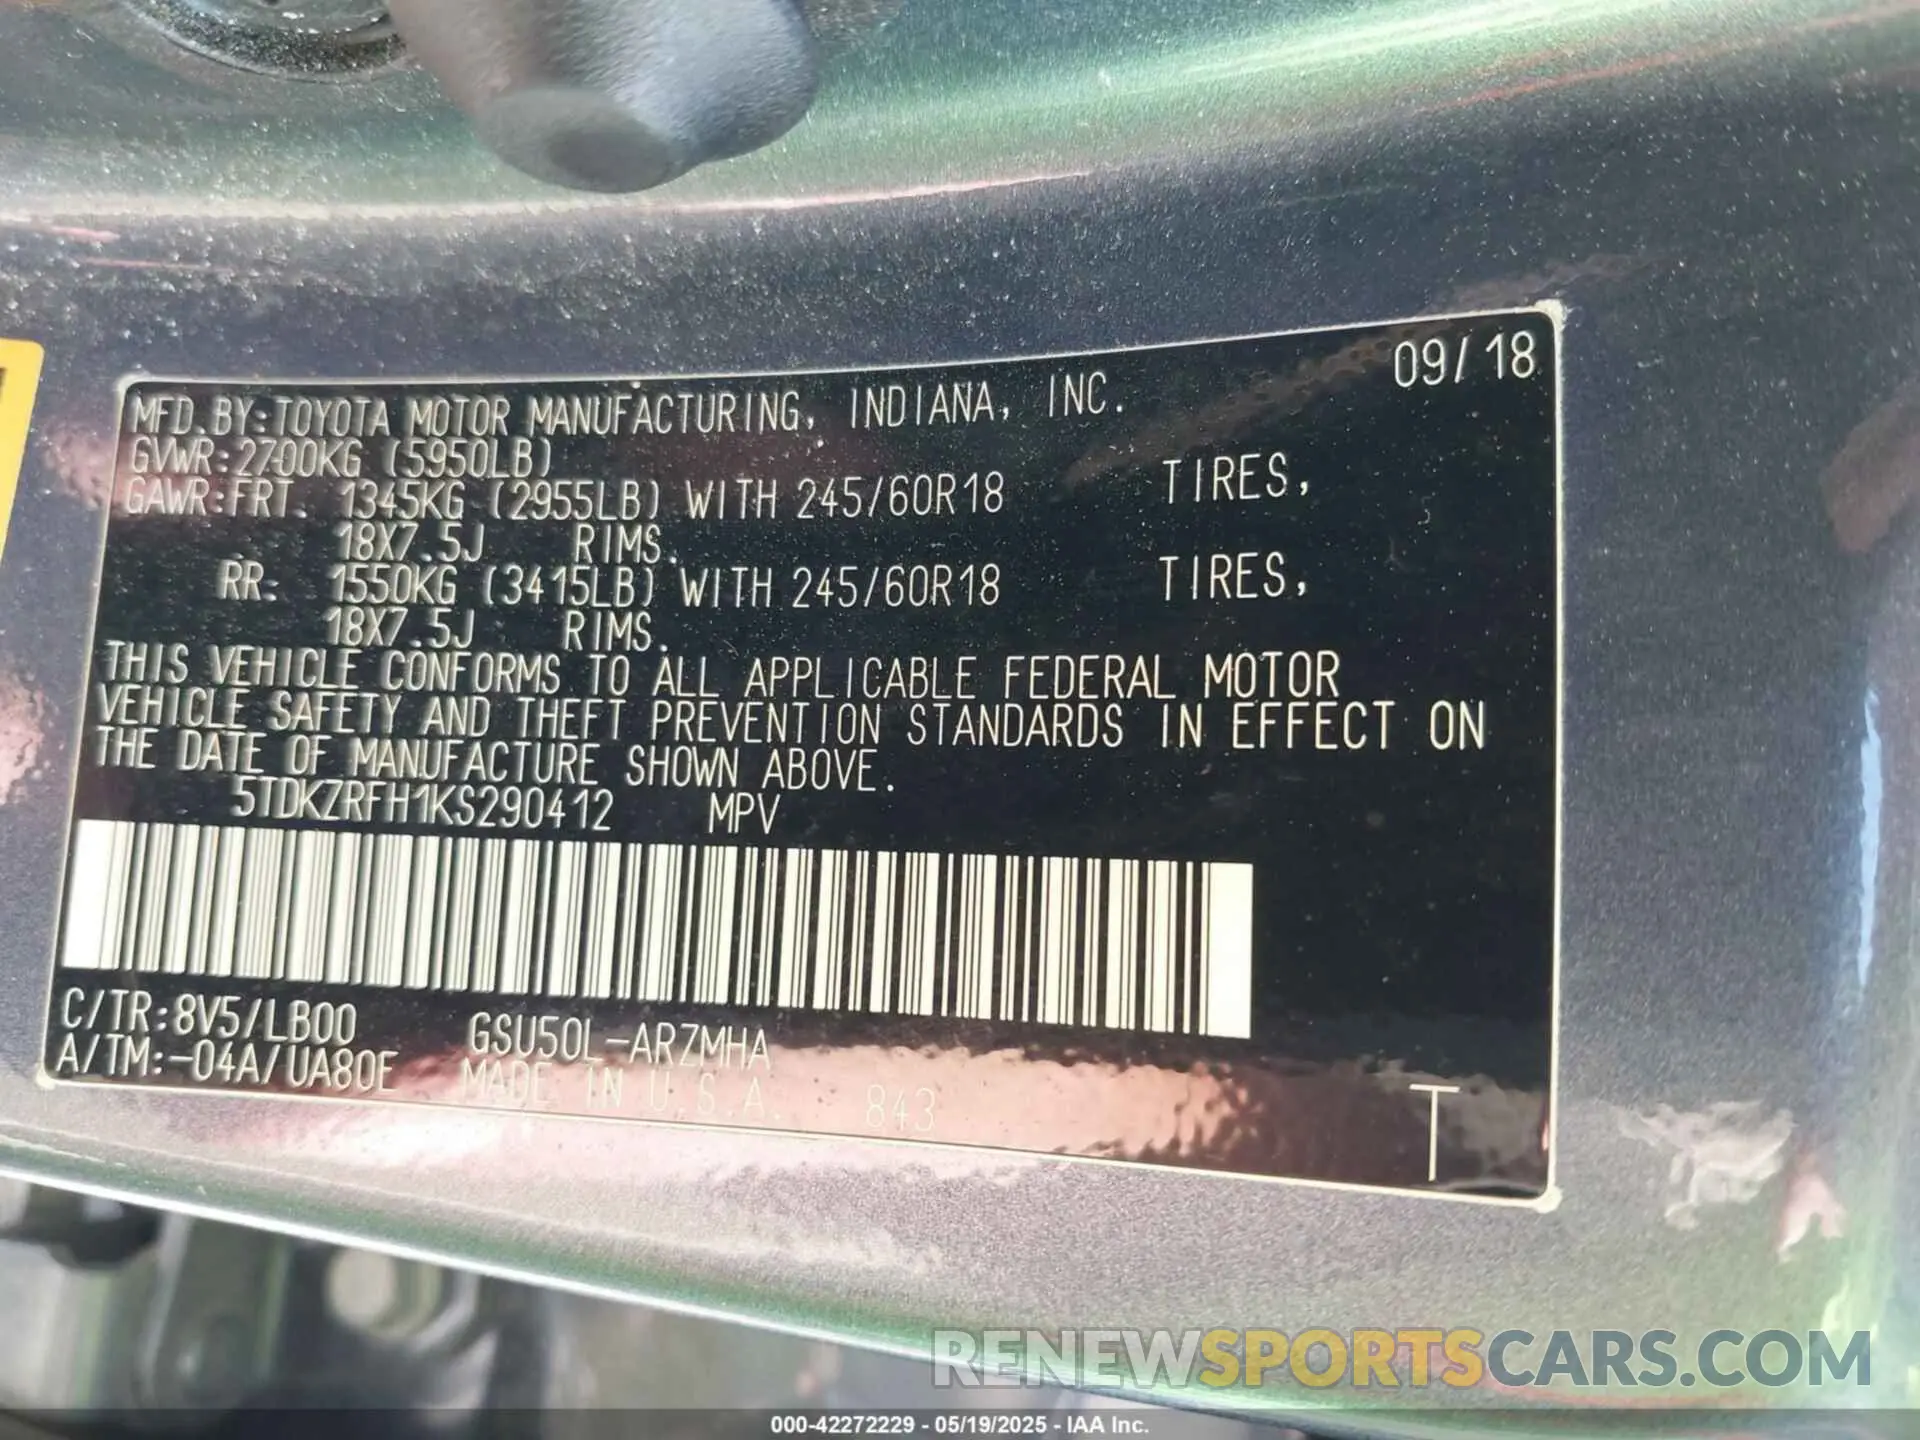 09/18
MFD.BY:TOYOTA MOTOR MANUFACTURING, INDIANA, INC.
GVWR:2700KG (5950LB)
GAWR:FRT. 1345KG (2955LB) WITH 245/60R18 TIRES,
18X7.5J RIMS.
RR: 1550KG (3415LB) WITH 245/60R18 TIRES,
18X7.5J RIMS.
THIS VEHICLE CONFORMS TO ALL APPLICABLE FEDERAL MOTOR
VEHICLE SAFETY AND THEFT PREVENTION STANDARDS IN EFFECT ON
THE DATE OF MANUFACTURE SHOWN ABOVE.
5TDKZRFH1KS290412 MPV
C/TR:8V5/LB00 GSU50L-ARZMHA
A/TM:-04A/UA80E MADE IN U.S.A. 843
T
RENEWSPORTSCARS.COM
000-42272229 - 05/19/2025 - IAA Inc.